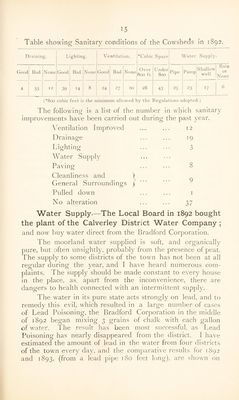 15
Table showing Sanitary conditions of the Cowsheds in 1892.
Draining. Lighting. Ventilation. *Cubic Space Water Supply.
Good Bad None Good Bad None Good Bad None Over 800 ft Under 800 Pipe Pump Shallow well Rain or None
4 33 12 30 14 8 14 27 10 28 43 25 23 17 6
(*800 cubic feet is the minimum allowed by the Regulations adopted.)
The following is a list of the number in which sanitary
improvements have been carried out during the past year.
Ventilation Improved ... ... 12
Drainage ... ... 19
Lighting ... ... 3
Water Supply ... ...
Paving ... ... 8
Cleanliness and General Surroundings } ... ... 9
Pulled down ... ... 1
No alteration ... ... 37
Water Supply.—The Local Board in 1892 bought
the plant of the Calverley District Water Company ;
and now buy water direct from the Bradford Corporation.
The moorland water supplied is soft, and organically
pure, but often unsightly, probably from the presence of peat.
The supply to some districts of the town has not been at all
regular during the year, and I have heard numerous com-
plaints. The supply should be made constant to every house
in the place, as, apart from the inconvenience, there are
dangers to health connected with an intermittent supply.
The water in its pure state acts strongly on lead, and to
remedy this evil, which resulted in a large number of cases
of Lead Poisoning, the Bradford Corporation in the middle
of 1892 began mixing 3 grains of chalk with each gallon
of water. The result has been most successful, as Lead
Poisoning has nearly disappeared from the district. I have
estimated the amount of lead in the water from four districts
of the town every day, and the comparative results for 1892
and 1893, (from a lead pipe 180 feet long), are shown on